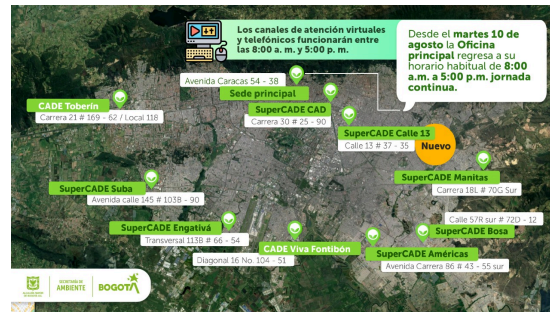 Los canales de atención virtuales
y telefónicos funcionarán entre
las 8:00 a. m. y 5:00 p. m.
Desde el martes 10 de
agosto la Oficina
principal regresa a su
horario habitual de 8:00
a.m. a 5:00 p.m. jornada
continua.
Avenida Caracas 54 - 38
Sede principal
CADE Toberín
Carrera 21 # 169 - 62 / Local 118
SuperCADE CAD
Carrera 30 # 25 - 90
SuperCADE Calle 13
Calle 13 # 37 - 35
Nuevo
SuperCADE Manitas
Carrera 18L # 70G Sur
SuperCADE Suba
Avenida calle 145 # 103B - 90
SuperCADE Engativá
Transversal 113B # 66 - 54
CADE Viva Fontibón
Diagonal 16 No. 104 - 51
Calle 57R sur # 72D - 12
SuperCADE Bosa
SuperCADE Américas
Avenida Carrera 86 # 43 - 55 sur
SECRETARÍA DE
AMBIENTE
BOGOTÁ